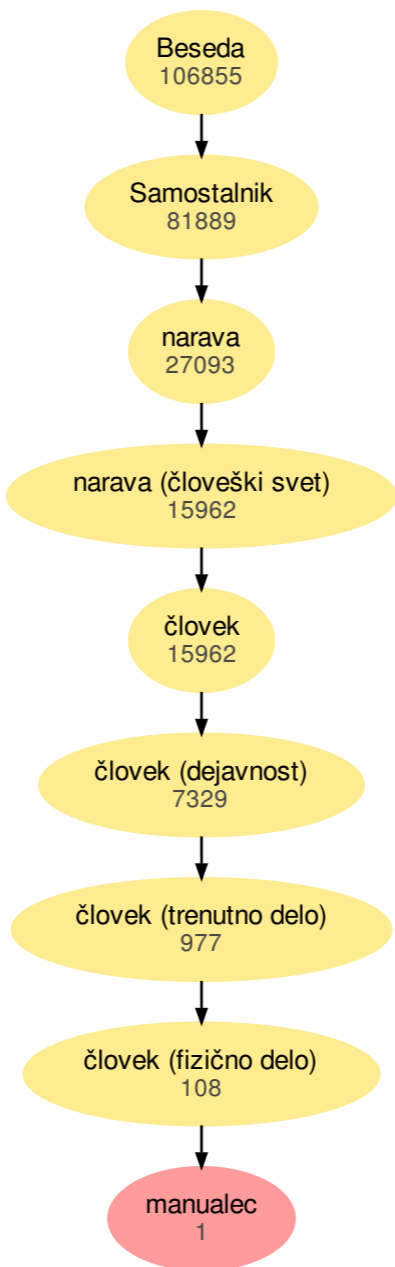 Beseda
106855
Samostalnik
81889
narava
27093
narava (človeški svet)
15962
človek
15962
človek (dejavnost)
7329
človek (trenutno delo)
977
človek (fizično delo)
108
manualec
1